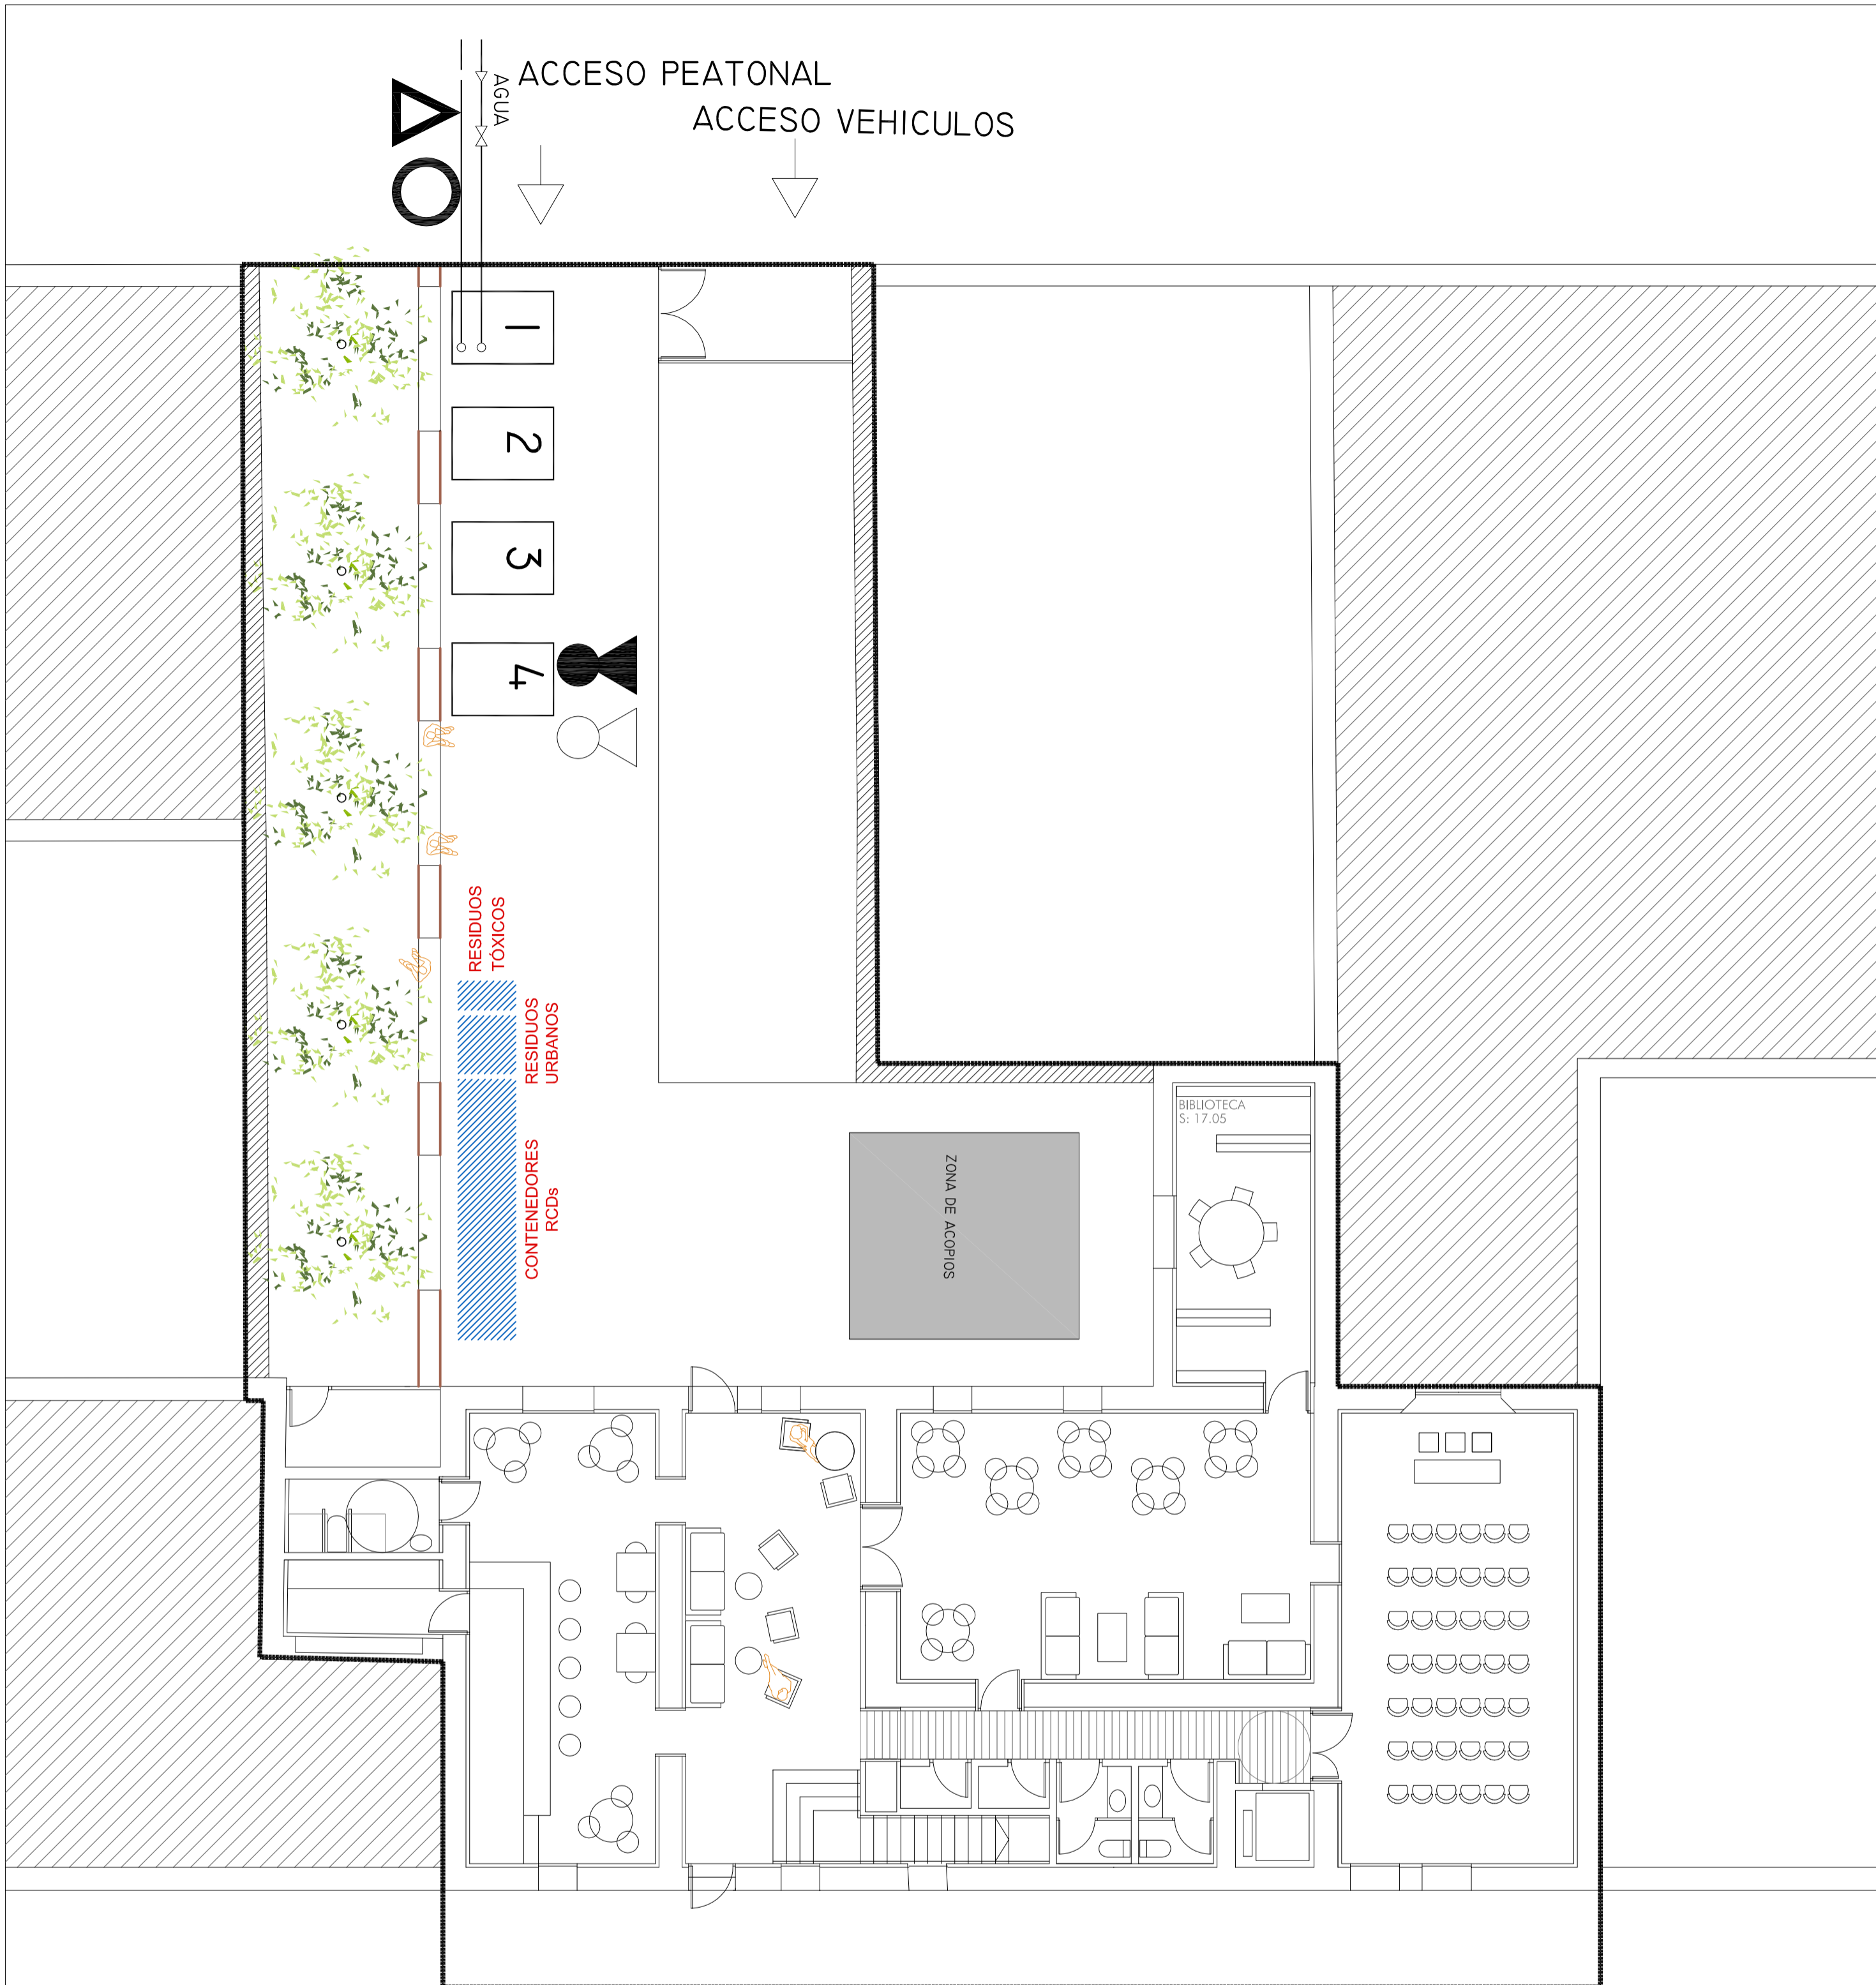 ACCESO PEATONAL
AGUA
ACCESO VEHICULOS
1
2
3
4
RESIDUOS
TÓXICOS
RESIDUOS
URBANOS
CONTENEDORES
RCDs
BIBLIOTECA
S: 17.05
ZONA DE ACOPIOS